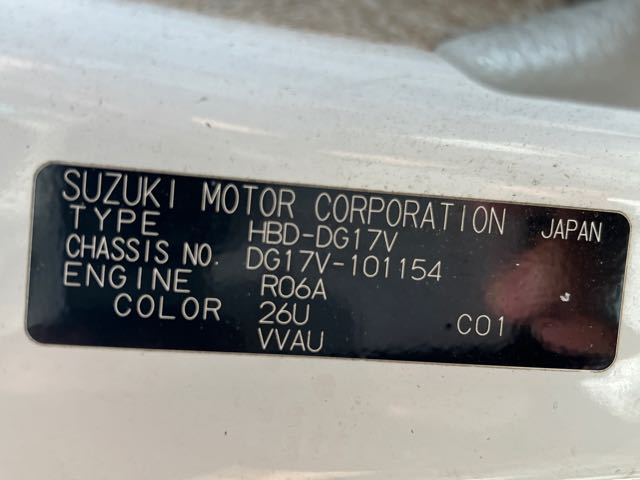 SUZUKI MOTOR CORPORATION JAPAN
TYPE HBD-DG17V
CHASSIS NO. DG17V-101154
ENGINE R06A
COLOR 26U C01
VVAU